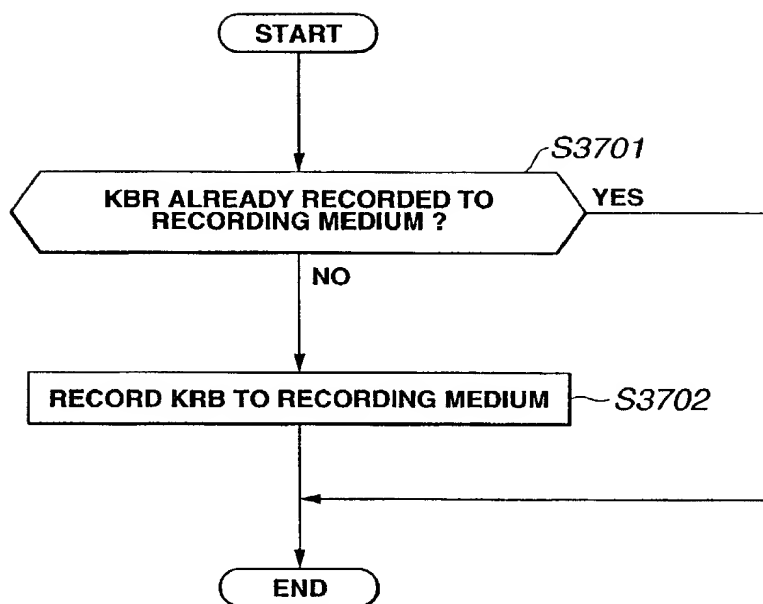 START
S3701
KBR ALREADY RECORDED TO
RECORDING MEDIUM ?
YES
NO
RECORD KRB TO RECORDING MEDIUM
S3702
END